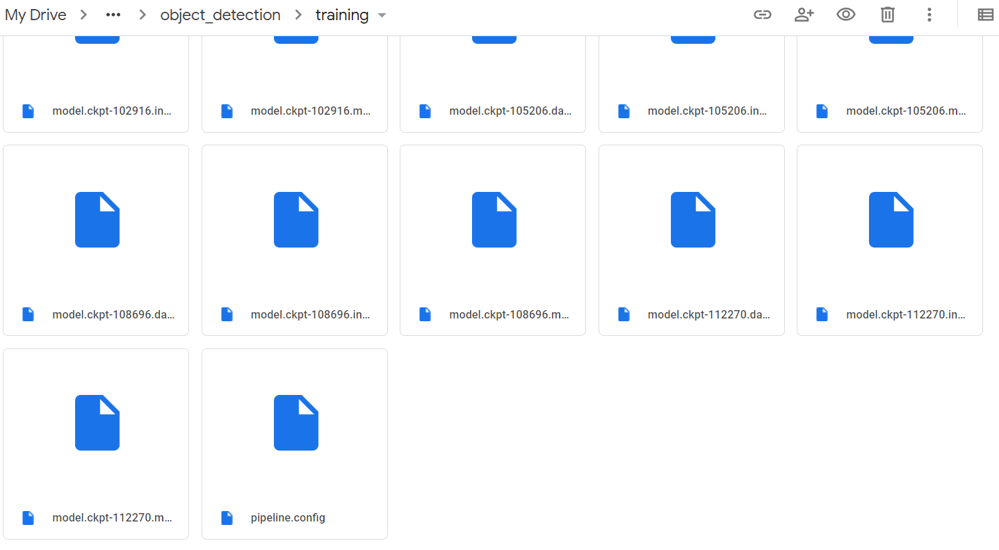 My Drive > ... > object_detection > training
model.ckpt-102916.in...
model.ckpt-102916.m...
model.ckpt-105206.da...
model.ckpt-105206.in...
model.ckpt-105206.m...
model.ckpt-108696.da...
model.ckpt-108696.in...
model.ckpt-108696.m...
model.ckpt-112270.da...
model.ckpt-112270.in...
model.ckpt-112270.m...
pipeline.config